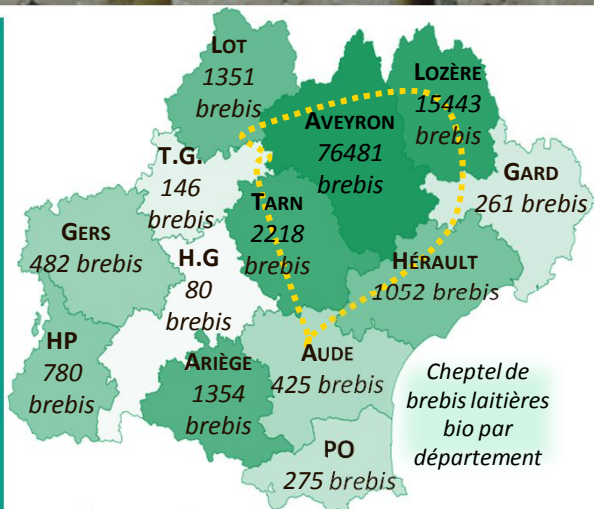 LOT
1351
brebis
LOZÈRE
15443
brebis
AVEYRON
76481
brebis
T.G.
146
brebis
GARD
261 brebis
TARN
2218
brebis
GERS
482 brebis
H.G
80
brebis
HÉRAULT
1052 brebis
HP
780
brebis
ARIÈGE
1354
brebis
AUDE
425 brebis
Cheptel de
brebis laitières
bio par
département
PO
275 brebis